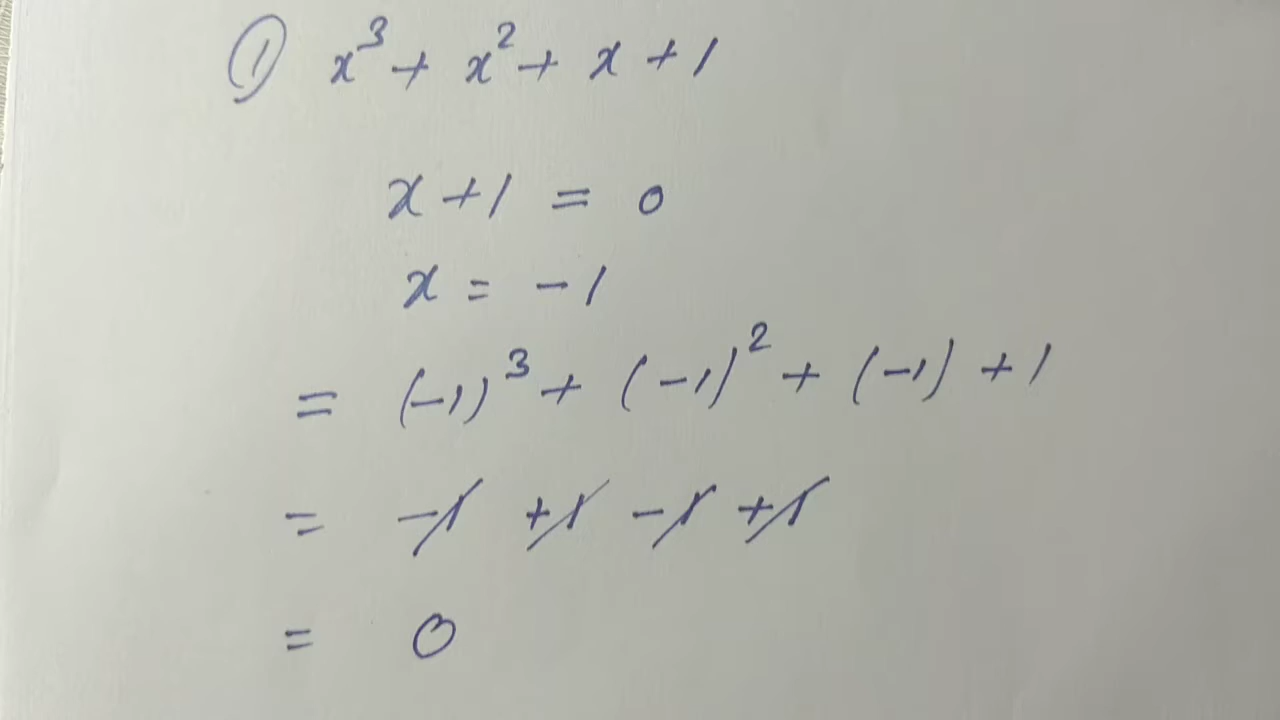 ① x³ + x² + x + 1
x + 1 = 0
x = -1
= (-1)³ + (-1)² + (-1) + 1
= -1 +1 -1 +1
= 0